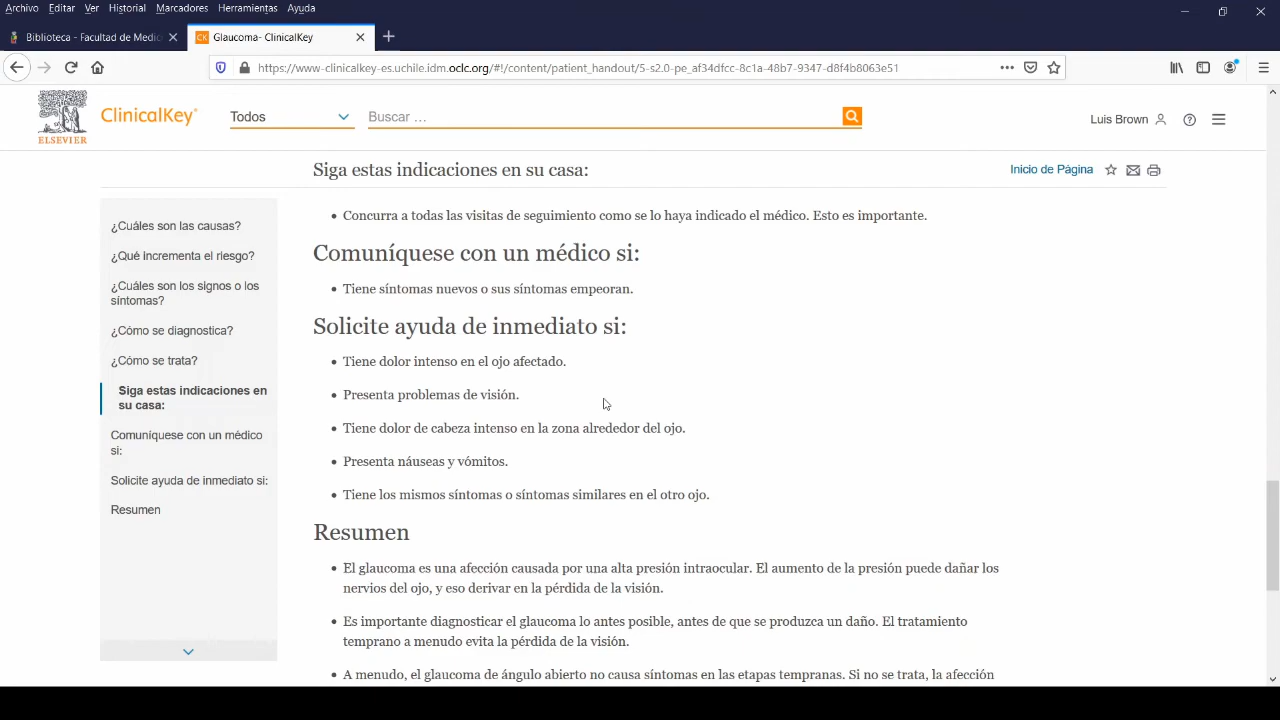 Archivo Editar Ver Historial Marcadores Herramientas Ayuda
Biblioteca - Facultad de Medici
CK Glaucoma- ClinicalKey
https://www-clinicalkey-es.uchile.idm.oclc.org/#!/content/patient_handout/5-s2.0-pe_af34dfcc-8c1a-48b7-9347-d8f4b8063e51
ELSEVIER
ClinicalKey®
Todos
Buscar ...
Luis Brown
Siga estas indicaciones en su casa:
Inicio de Página
¿Cuáles son las causas?
¿Qué incrementa el riesgo?
¿Cuáles son los signos o los
síntomas?
¿Cómo se diagnostica?
¿Cómo se trata?
Siga estas indicaciones en
su casa:
Comuníquese con un médico
si:
Solicite ayuda de inmediato si:
Resumen
• Concurra a todas las visitas de seguimiento como se lo haya indicado el médico. Esto es importante.
Comuníquese con un médico si:
• Tiene síntomas nuevos o sus síntomas empeoran.
Solicite ayuda de inmediato si:
• Tiene dolor intenso en el ojo afectado.
• Presenta problemas de visión.
• Tiene dolor de cabeza intenso en la zona alrededor del ojo.
• Presenta náuseas y vómitos.
• Tiene los mismos síntomas o síntomas similares en el otro ojo.
Resumen
• El glaucoma es una afección causada por una alta presión intraocular. El aumento de la presión puede dañar los
nervios del ojo, y eso derivar en la pérdida de la visión.
• Es importante diagnosticar el glaucoma lo antes posible, antes de que se produzca un daño. El tratamiento
temprano a menudo evita la pérdida de la visión.
• A menudo, el glaucoma de ángulo abierto no causa síntomas en las etapas tempranas. Si no se trata, la afección